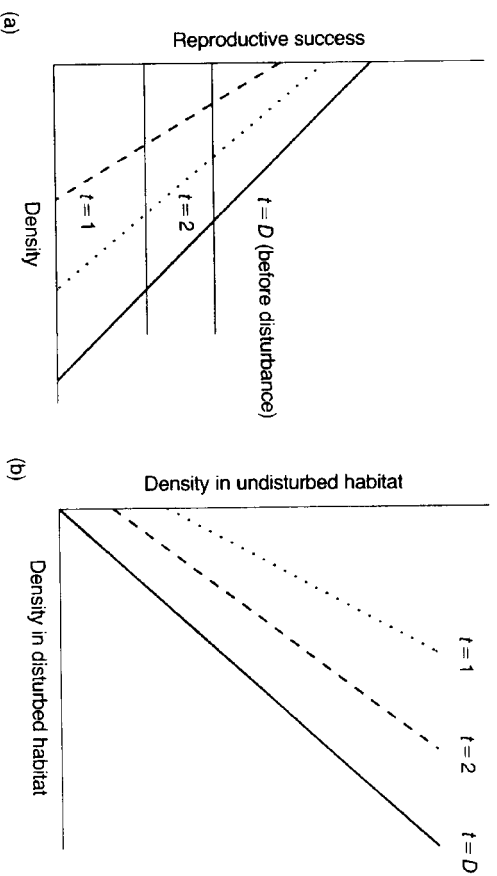 (a)
Reproductive success
t = D (before disturbance)
t = 2
t = 1
Density
(b)
Density in undisturbed habitat
t = 1
t = 2
t = D
Density in disturbed habitat